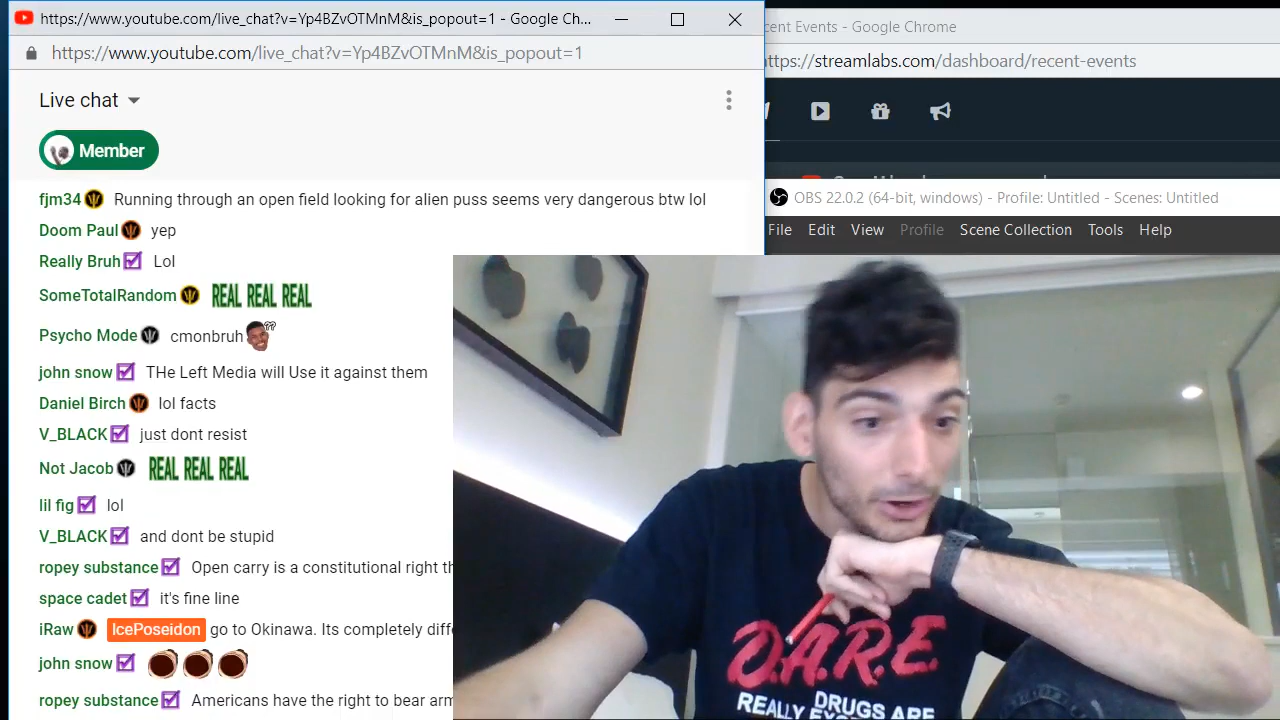 https://www.youtube.com/live_chat?v=Yp4BZvOTMnM&is_popout=1 - Google Ch...
https://www.youtube.com/live_chat?v=Yp4BZvOTMnM&is_popout=1
cent Events - Google Chrome
ttps://streamlabs.com/dashboard/recent-events
Live chat
Member
OBS 22.0.2 (64-bit, windows) - Profile: Untitled - Scenes: Untitled
File Edit View Profile Scene Collection Tools Help
fjm34 Running through an open field looking for alien puss seems very dangerous btw lol
Doom Paul yep
Really Bruh Lol
SomeTotalRandom REAL REAL REAL
Psycho Mode cmonbruh
john snow THe Left Media will Use it against them
Daniel Birch lol facts
V_BLACK just dont resist
Not Jacob REAL REAL REAL
lil fig lol
V_BLACK and dont be stupid
ropey substance Open carry is a constitutional right th
space cadet it's fine line
iRaw IcePoseidon go to Okinawa. Its completely diff
john snow
ropey substance Americans have the right to bear arm
D.A.R.E.
DRUGS ARE
REALLY